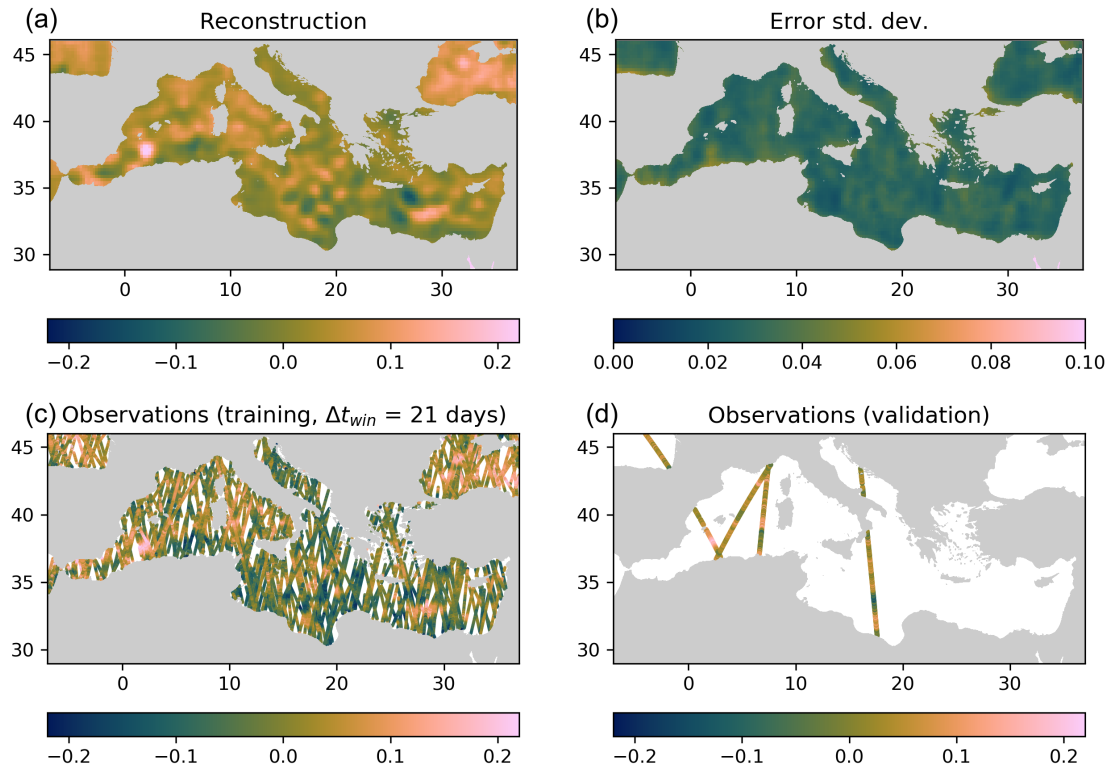 (a) Reconstruction
(b) Error std. dev.
45
40
35
30
0 10 20 30
−0.2 −0.1 0.0 0.1 0.2
45
40
35
30
0 10 20 30
0.00 0.02 0.04 0.06 0.08 0.10
(c) Observations (training, Δt_win = 21 days)
(d) Observations (validation)
45
40
35
30
0 10 20 30
−0.2 −0.1 0.0 0.1 0.2
45
40
35
30
0 10 20 30
−0.2 −0.1 0.0 0.1 0.2